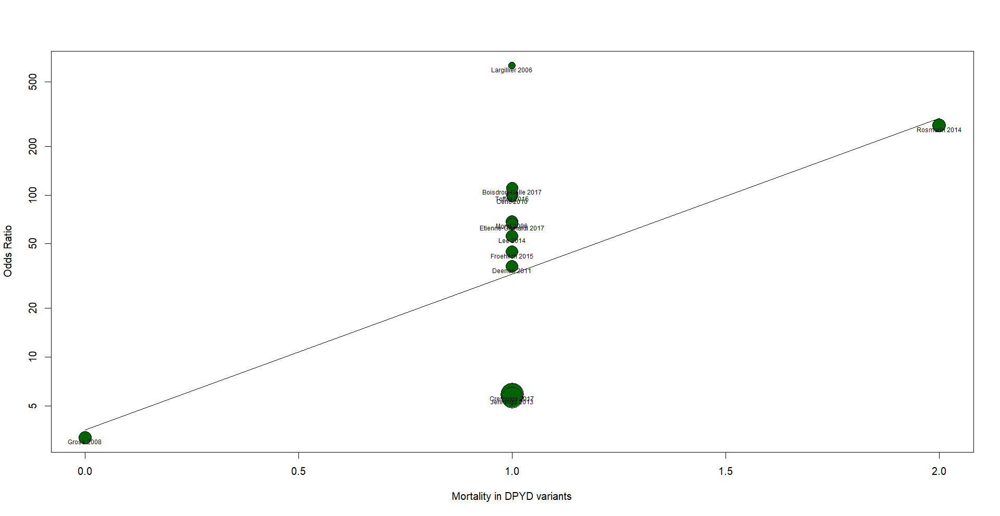 500
200
100
50
20
10
5
Odds Ratio
Largillier 2006
Rosmarin 2014
Boisdron-Celle 2017
Toffoli 2015
Ceric 2010
Morel 2006
Etienne-Grimaldi 2017
Lee 2014
Froehlich 2015
Deenen 2011
Cremolini 2017
Jennings 2013
Gross 2008
0.0
0.5
1.0
1.5
2.0
Mortality in DPYD variants